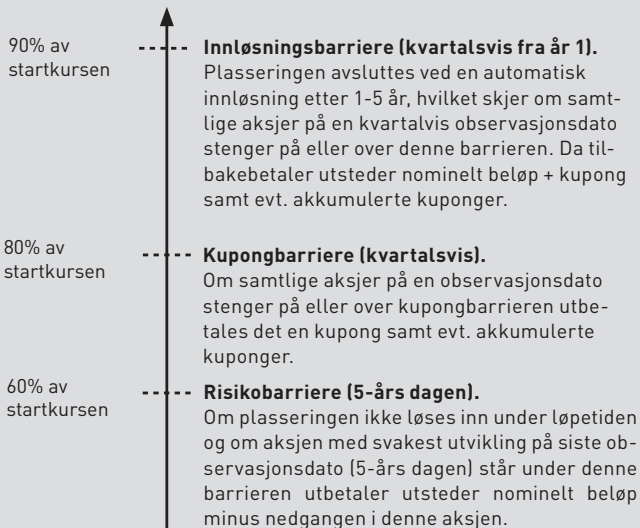 90% av
startkursen
Innløsningsbarriere (kvartalsvis fra år 1).
Plasseringen avsluttes ved en automatisk
innløsning etter 1-5 år, hvilket skjer om samt-
lige aksjer på en kvartalvis observasjonsdato
stenger på eller over denne barrieren. Da til-
bakebetaler utsteder nominelt beløp + kupong
samt evt. akkumulerte kuponger.
80% av
startkursen
Kupongbarriere (kvartalsvis).
Om samtlige aksjer på en observasjonsdato
stenger på eller over kupongbarrieren utbe-
tales det en kupong samt evt. akkumulerte
kuponger.
60% av
startkursen
Risikobarriere (5-års dagen).
Om plasseringen ikke løses inn under løpetiden
og om aksjen med svakest utvikling på siste ob-
servasjonsdato (5-års dagen) står under denne
barrieren utbetaler utsteder nominelt beløp
minus nedgangen i denne aksjen.